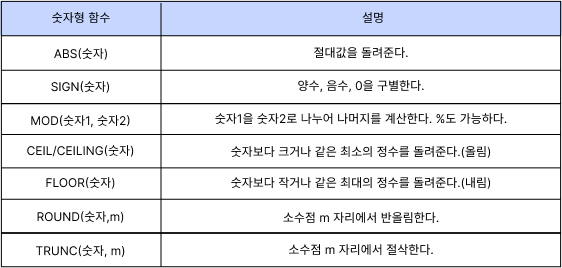 숫자형 함수 설명
ABS(숫자) 절대값을 돌려준다.
SIGN(숫자) 양수, 음수, 0을 구별한다.
MOD(숫자1, 숫자2) 숫자1을 숫자2로 나누어 나머지를 계산한다. %도 가능하다.
CEIL/CEILING(숫자) 숫자보다 크거나 같은 최소의 정수를 돌려준다.(올림)
FLOOR(숫자) 숫자보다 작거나 같은 최대의 정수를 돌려준다.(내림)
ROUND(숫자,m) 소수점 m 자리에서 반올림한다.
TRUNC(숫자, m) 소수점 m 자리에서 절삭한다.